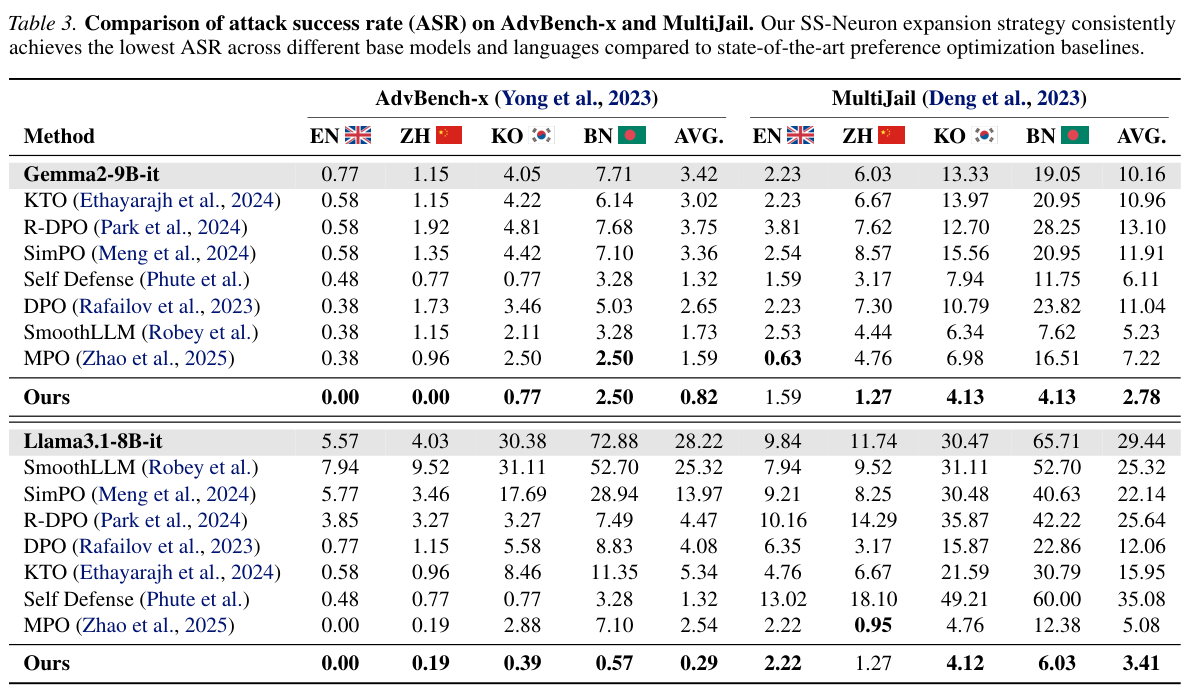 Table 3. Comparison of attack success rate (ASR) on AdvBench-x and MultiJail. Our SS-Neuron expansion strategy consistently
achieves the lowest ASR across different base models and languages compared to state-of-the-art preference optimization baselines.
AdvBench-x (Yong et al., 2023) MultiJail (Deng et al., 2023)
Method EN ZH KO BN AVG. EN ZH KO BN AVG.
Gemma2-9B-it 0.77 1.15 4.05 7.71 3.42 2.23 6.03 13.33 19.05 10.16
KTO (Ethayarajh et al., 2024) 0.58 1.15 4.22 6.14 3.02 2.23 6.67 13.97 20.95 10.96
R-DPO (Park et al., 2024) 0.58 1.92 4.81 7.68 3.75 3.81 7.62 12.70 28.25 13.10
SimPO (Meng et al., 2024) 0.58 1.35 4.42 7.10 3.36 2.54 8.57 15.56 20.95 11.91
Self Defense (Phute et al.) 0.48 0.77 0.77 3.28 1.32 1.59 3.17 7.94 11.75 6.11
DPO (Rafailov et al., 2023) 0.38 1.73 3.46 5.03 2.65 2.23 7.30 10.79 23.82 11.04
SmoothLLM (Robey et al.) 0.38 1.15 2.11 3.28 1.73 2.53 4.44 6.34 7.62 5.23
MPO (Zhao et al., 2025) 0.38 0.96 2.50 2.50 1.59 0.63 4.76 6.98 16.51 7.22
Ours 0.00 0.00 0.77 2.50 0.82 1.59 1.27 4.13 4.13 2.78
Llama3.1-8B-it 5.57 4.03 30.38 72.88 28.22 9.84 11.74 30.47 65.71 29.44
SmoothLLM (Robey et al.) 7.94 9.52 31.11 52.70 25.32 7.94 9.52 31.11 52.70 25.32
SimPO (Meng et al., 2024) 5.77 3.46 17.69 28.94 13.97 9.21 8.25 30.48 40.63 22.14
R-DPO (Park et al., 2024) 3.85 3.27 3.27 7.49 4.47 10.16 14.29 35.87 42.22 25.64
DPO (Rafailov et al., 2023) 0.77 1.15 5.58 8.83 4.08 6.35 3.17 15.87 22.86 12.06
KTO (Ethayarajh et al., 2024) 0.58 0.96 8.46 11.35 5.34 4.76 6.67 21.59 30.79 15.95
Self Defense (Phute et al.) 0.48 0.77 0.77 3.28 1.32 13.02 18.10 49.21 60.00 35.08
MPO (Zhao et al., 2025) 0.00 0.19 2.88 7.10 2.54 2.22 0.95 4.76 12.38 5.08
Ours 0.00 0.19 0.39 0.57 0.29 2.22 1.27 4.12 6.03 3.41